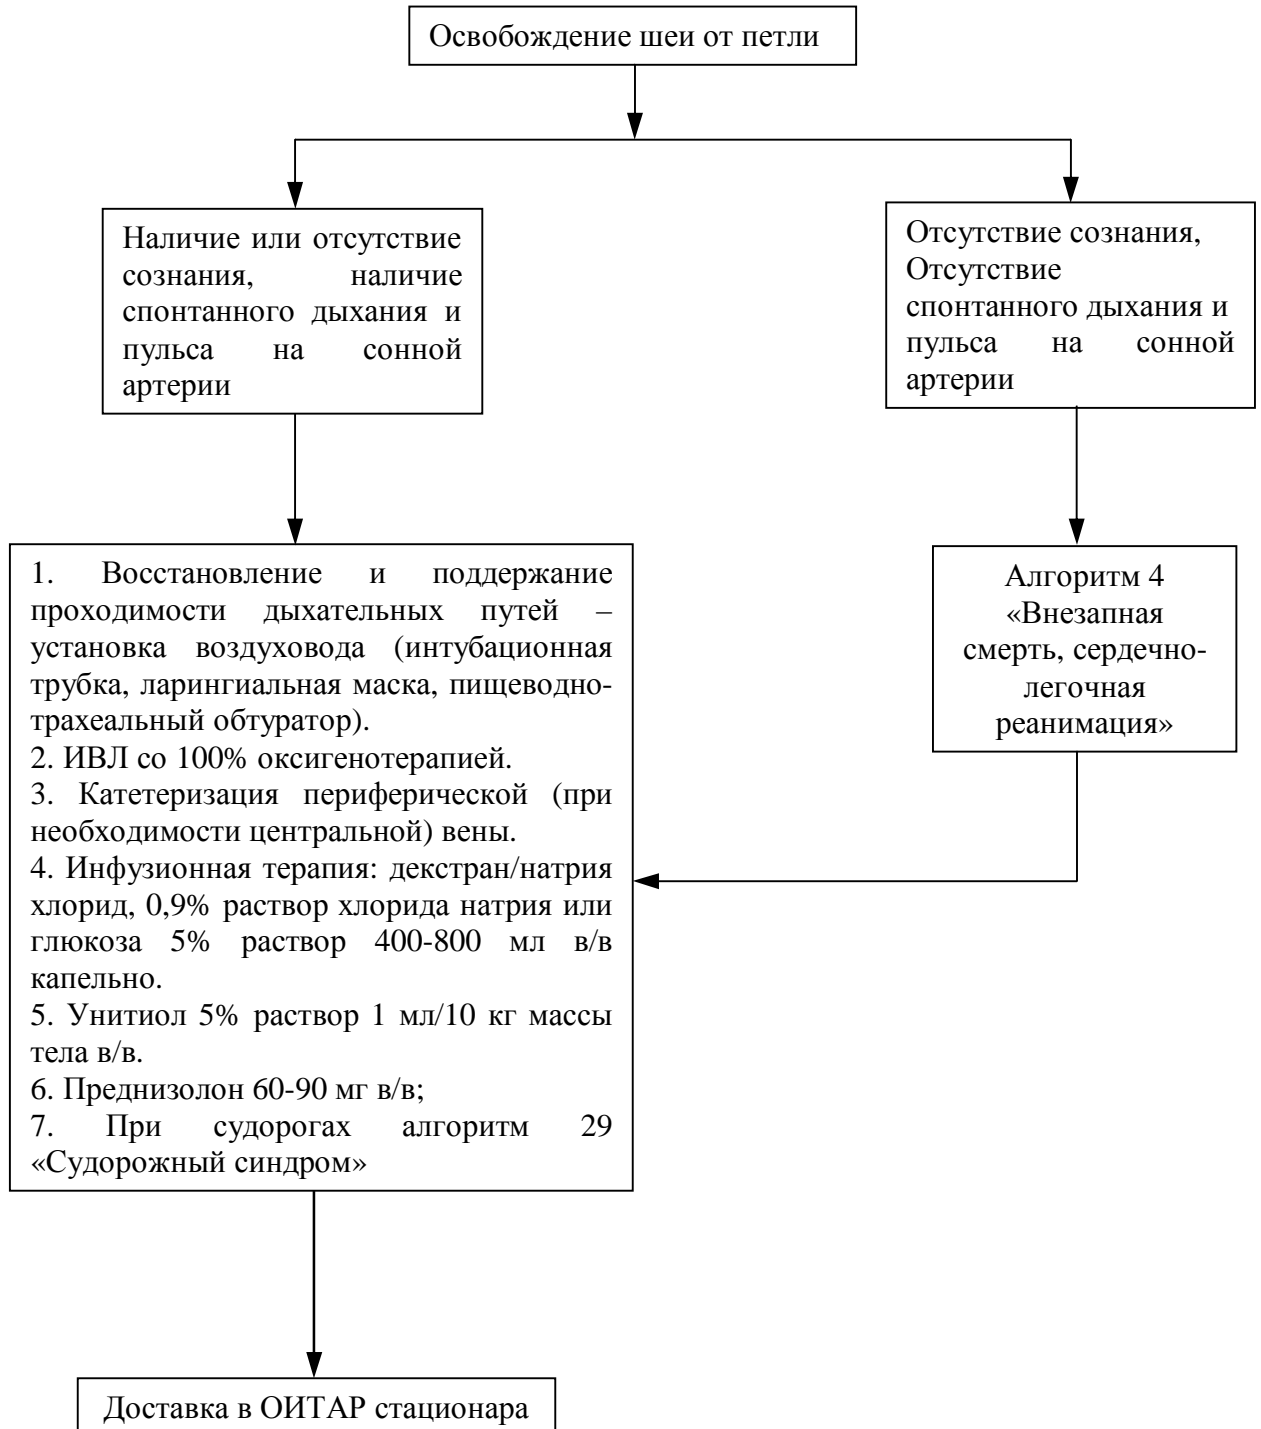 Освобождение шеи от петли
Наличие или отсутствие
сознания, наличие
спонтанного дыхания и
пульса на сонной
артерии
Отсутствие сознания,
Отсутствие
спонтанного дыхания и
пульса на сонной
артерии
1. Восстановление и поддержание
проходимости дыхательных путей –
установка воздуховода (интубационная
трубка, ларингиальная маска, пищеводно-
трахеальный обтуратор).
2. ИВЛ со 100% оксигенотерапией.
3. Катетеризация периферической (при
необходимости центральной) вены.
4. Инфузионная терапия: декстран/натрия
хлорид, 0,9% раствор хлорида натрия или
глюкоза 5% раствор 400-800 мл в/в
капельно.
5. Унитиол 5% раствор 1 мл/10 кг массы
тела в/в.
6. Преднизолон 60-90 мг в/в;
7. При судорогах алгоритм 29
«Судорожный синдром»
Алгоритм 4
«Внезапная
смерть, сердечно-
легочная
реанимация»
Доставка в ОИТАР стационара